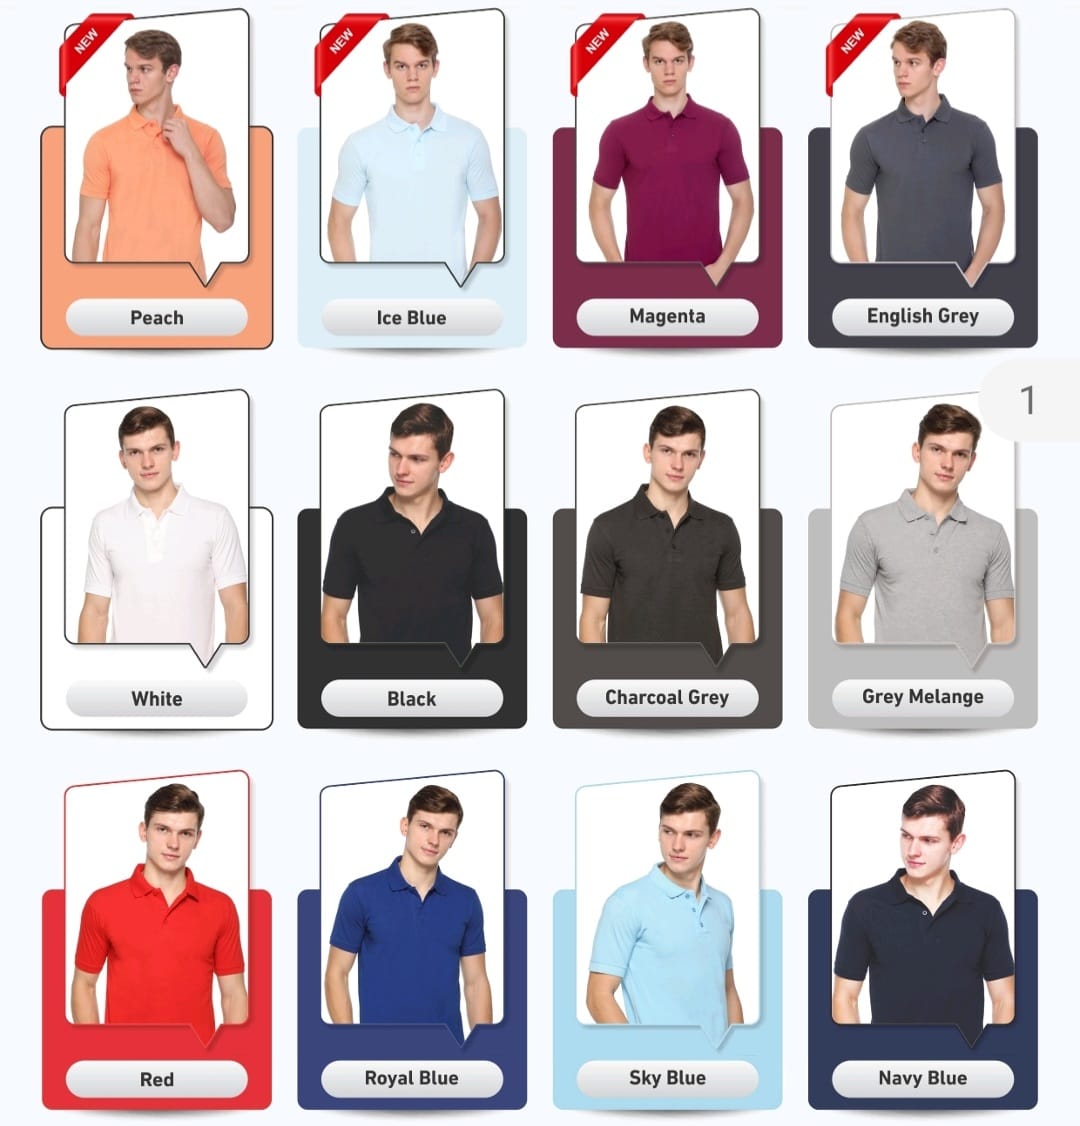 NEW
NEW
NEW
NEW
Peach
Ice Blue
Magenta
English Grey
1
White
Black
Charcoal Grey
Grey Melange
Red
Royal Blue
Sky Blue
Navy Blue